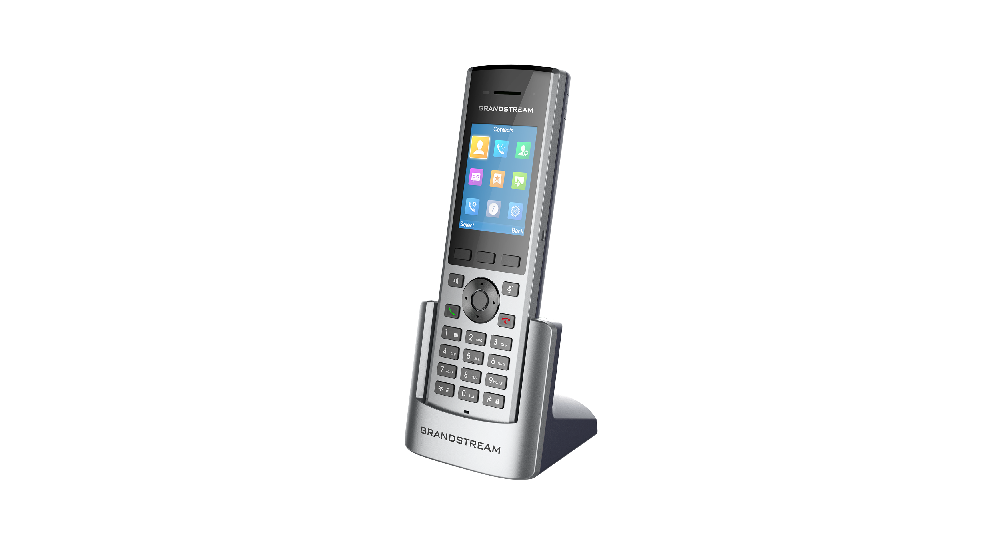 GRANDSTREAM
Contacts
Select
Back
1
2 ABC
3 DEF
4 GHI
5 JKL
6 MNO
7 PQRS
8 TUV
9 WXYZ
*
0
#
GRANDSTREAM